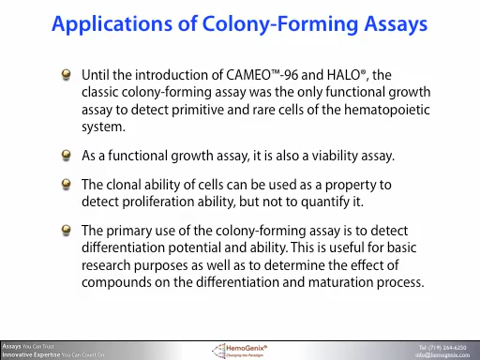 Applications of Colony-Forming Assays
Until the introduction of CAMEO™-96 and HALO®, the
classic colony-forming assay was the only functional growth
assay to detect primitive and rare cells of the hematopoietic
system.
As a functional growth assay, it is also a viability assay.
The clonal ability of cells can be used as a property to
detect proliferation ability, but not to quantify it.
The primary use of the colony-forming assay is to detect
differentiation potential and ability. This is useful for basic
research purposes as well as to determine the effect of
compounds on the differentiation and maturation process.
Assays You Can Trust
Innovative Expertise You Can Count On
HemoGenix®
Changing the Paradigm
Tel: (719) 264-6250
info@hemogenix.com